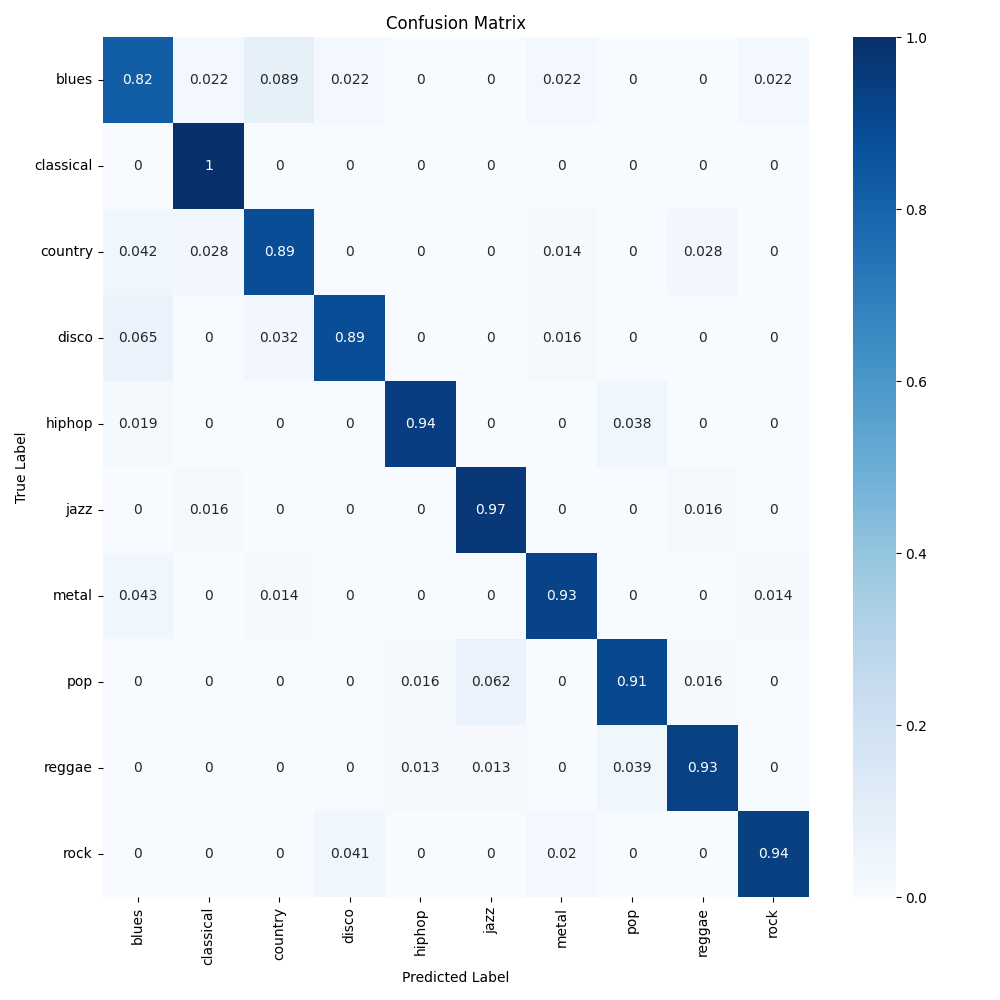 Confusion Matrix
blues 0.82 0.022 0.089 0.022 0 0 0.022 0 0 0.022
classical 0 1 0 0 0 0 0 0 0 0
country 0.042 0.028 0.89 0 0 0 0.014 0 0.028 0
disco 0.065 0 0.032 0.89 0 0 0.016 0 0 0
hiphop 0.019 0 0 0 0.94 0 0 0.038 0 0
jazz 0 0.016 0 0 0 0.97 0 0 0.016 0
metal 0.043 0 0.014 0 0 0 0.93 0 0 0.014
pop 0 0 0 0 0.016 0.062 0 0.91 0.016 0
reggae 0 0 0 0 0.013 0.013 0 0.039 0.93 0
rock 0 0 0 0.041 0 0 0.02 0 0 0.94
True Label
blues classical country disco hiphop jazz metal pop reggae rock
Predicted Label
1.0
0.8
0.6
0.4
0.2
0.0